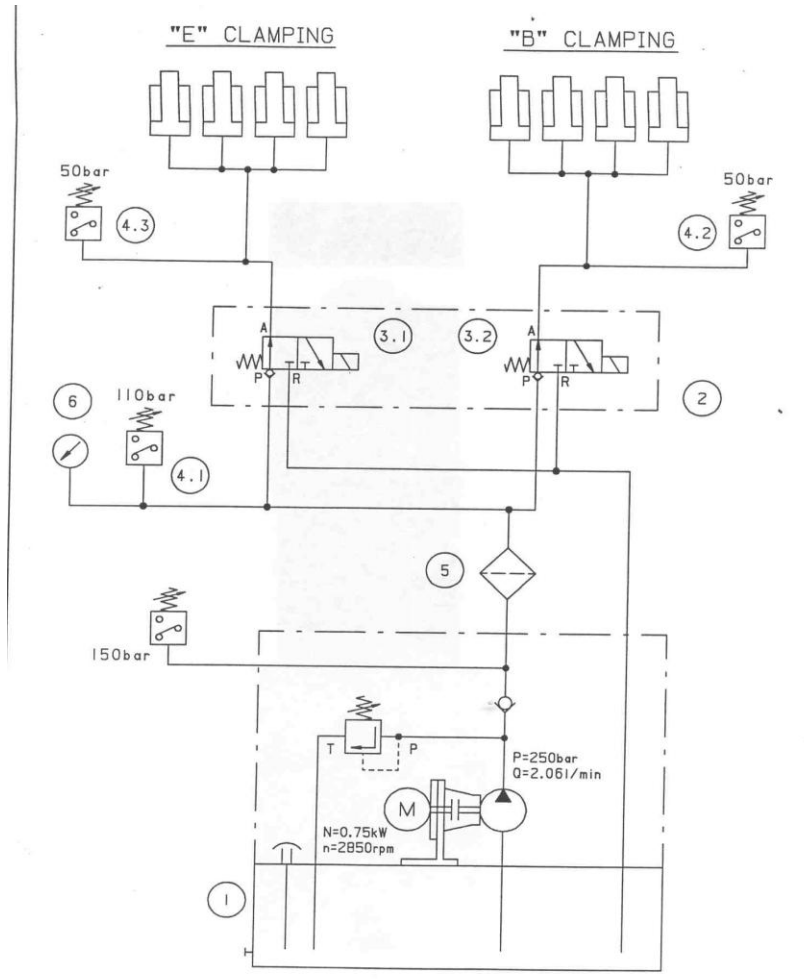 "E" CLAMPING
"B" CLAMPING
50bar
4.3
50bar
4.2
A
3.1
3.2
A
P
R
P
R
2
6
110bar
4.1
5
150bar
T
P
P=250bar
Q=2.06l/min
M
N=0.75kW
n=2850rpm
1